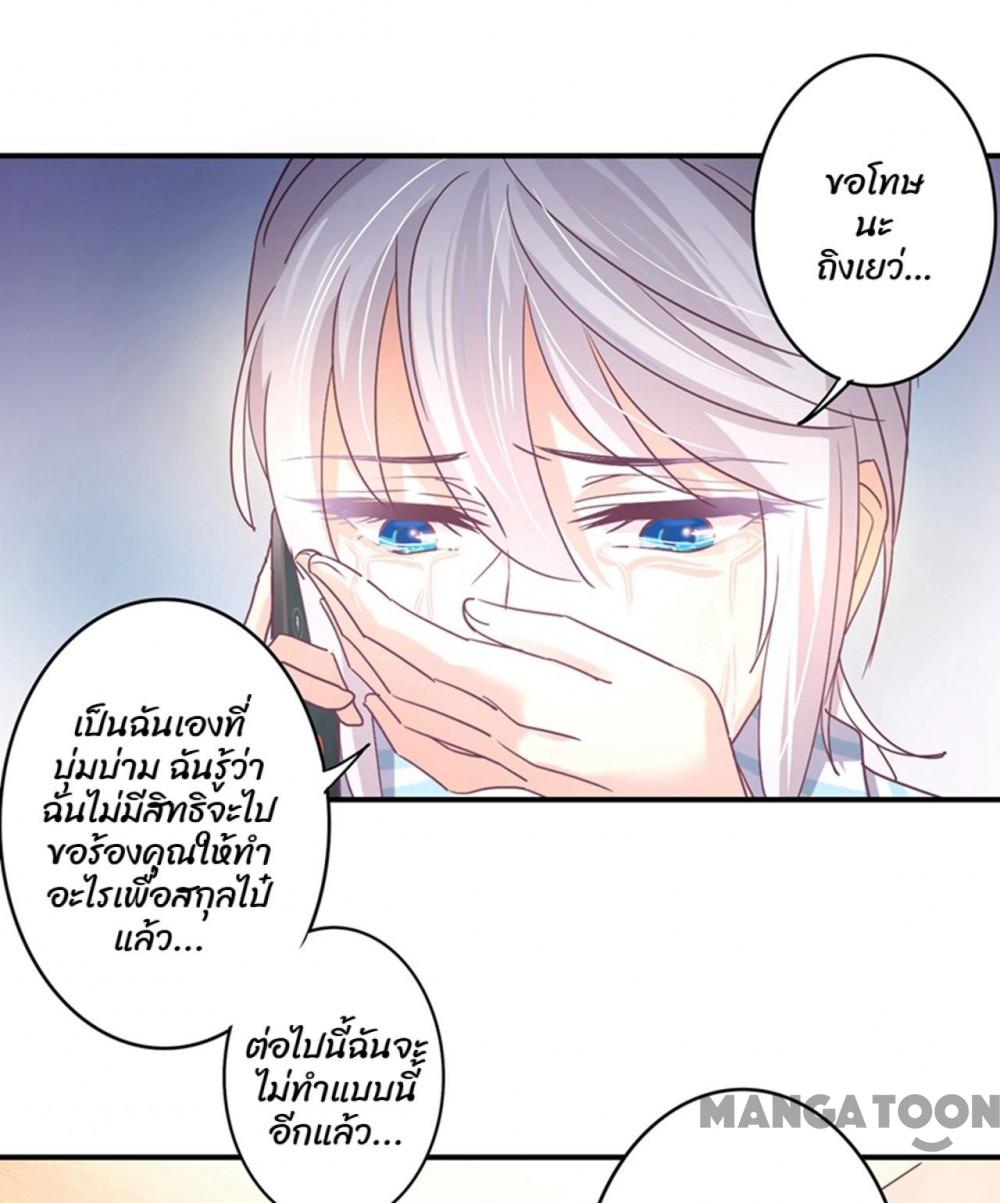 ขอโทษ
นะ
ถิงเยว่...
เป็นฉันเองที่
บุ่มบ่าม ฉันรู้ว่า
ฉันไม่มีสิทธิจะไป
ขอร้องคุณให้ทำ
อะไรเพื่อสกุลไป๋
แล้ว...
ต่อไปนี้ฉันจะ
ไม่ทำแบบนี้
อีกแล้ว...
MANGATOON